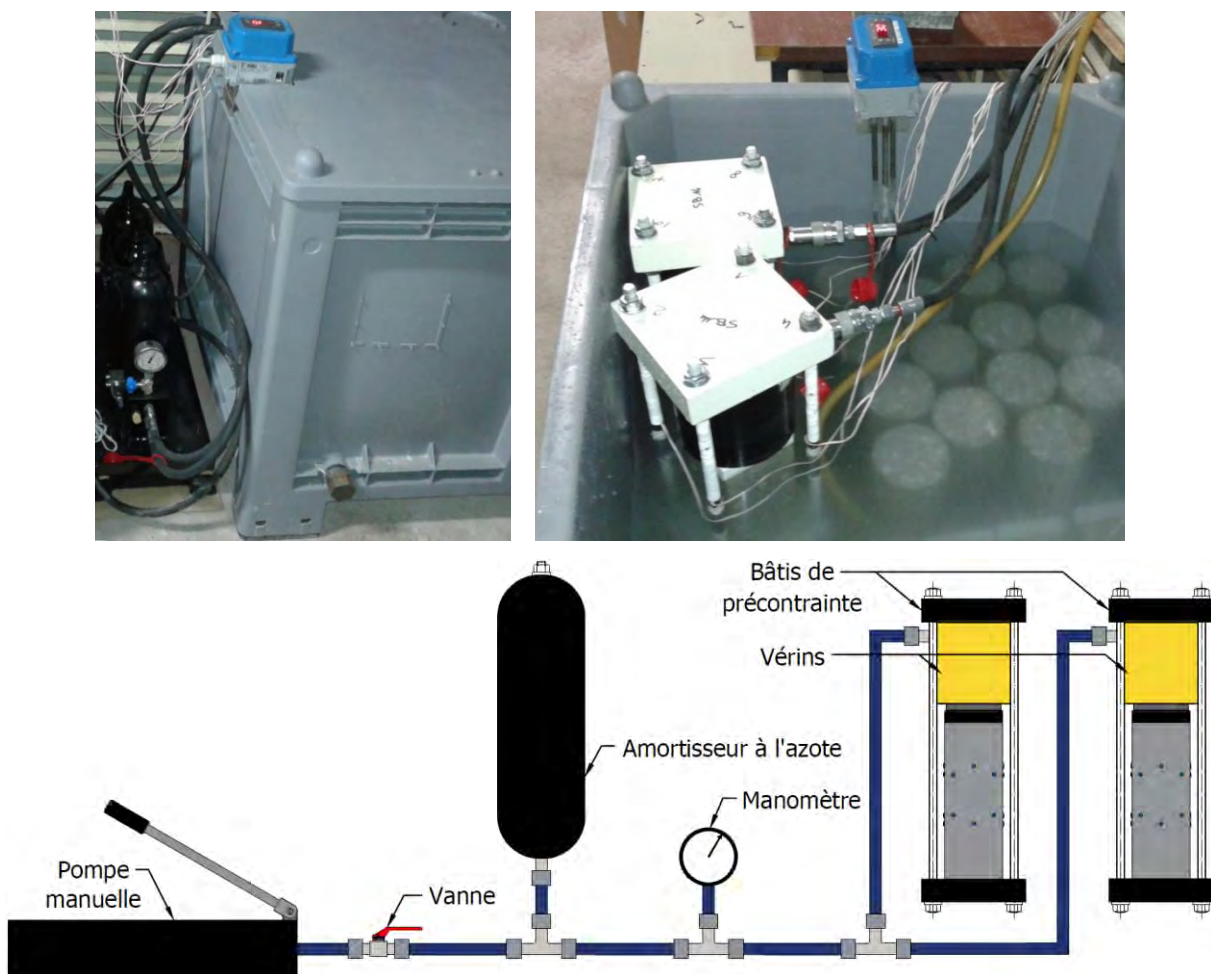 Bâtis de
précontrainte
Vérins
Amortisseur à l'azote
Manomètre
Pompe
manuelle
Vanne